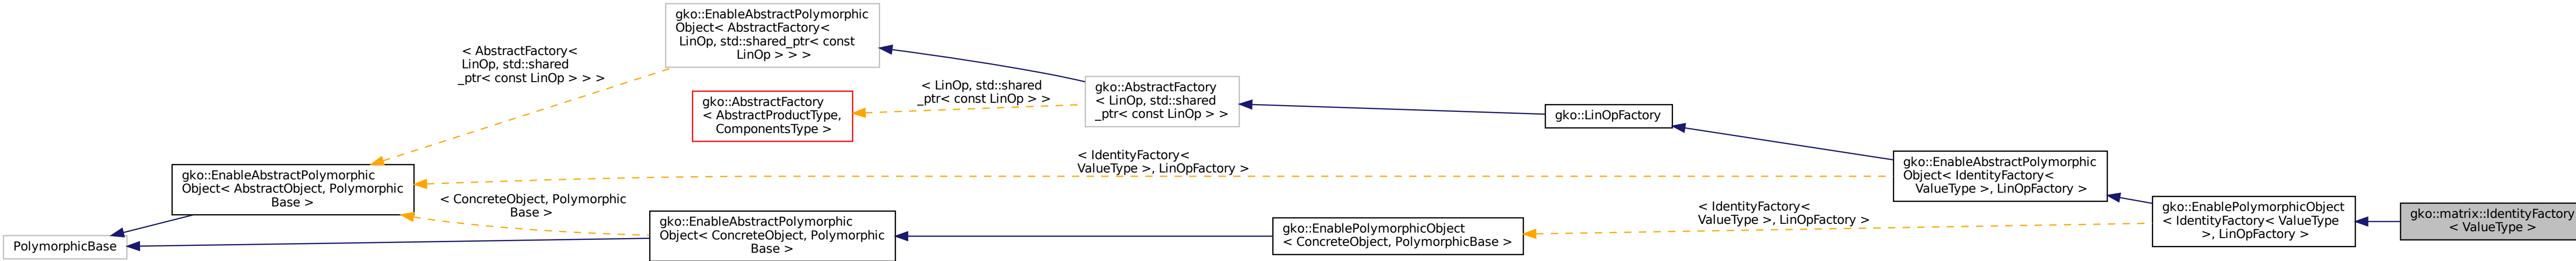 gko::EnableAbstractPolymorphic
Object< AbstractFactory<
LinOp, std::shared_ptr< const
LinOp > > >
< AbstractFactory<
LinOp, std::shared
_ptr< const LinOp > > >
gko::AbstractFactory
< AbstractProductType,
ComponentsType >
< LinOp, std::shared
_ptr< const LinOp > >
gko::AbstractFactory
< LinOp, std::shared
_ptr< const LinOp > >
gko::LinOpFactory
gko::EnableAbstractPolymorphic
Object< AbstractObject, Polymorphic
Base >
< IdentityFactory<
ValueType >, LinOpFactory >
gko::EnableAbstractPolymorphic
Object< IdentityFactory<
ValueType >, LinOpFactory >
< ConcreteObject, Polymorphic
Base >
PolymorphicBase
gko::EnableAbstractPolymorphic
Object< ConcreteObject, Polymorphic
Base >
gko::EnablePolymorphicObject
< ConcreteObject, PolymorphicBase >
< IdentityFactory<
ValueType >, LinOpFactory >
gko::EnablePolymorphicObject
< IdentityFactory< ValueType
>, LinOpFactory >
gko::matrix::IdentityFactory
< ValueType >